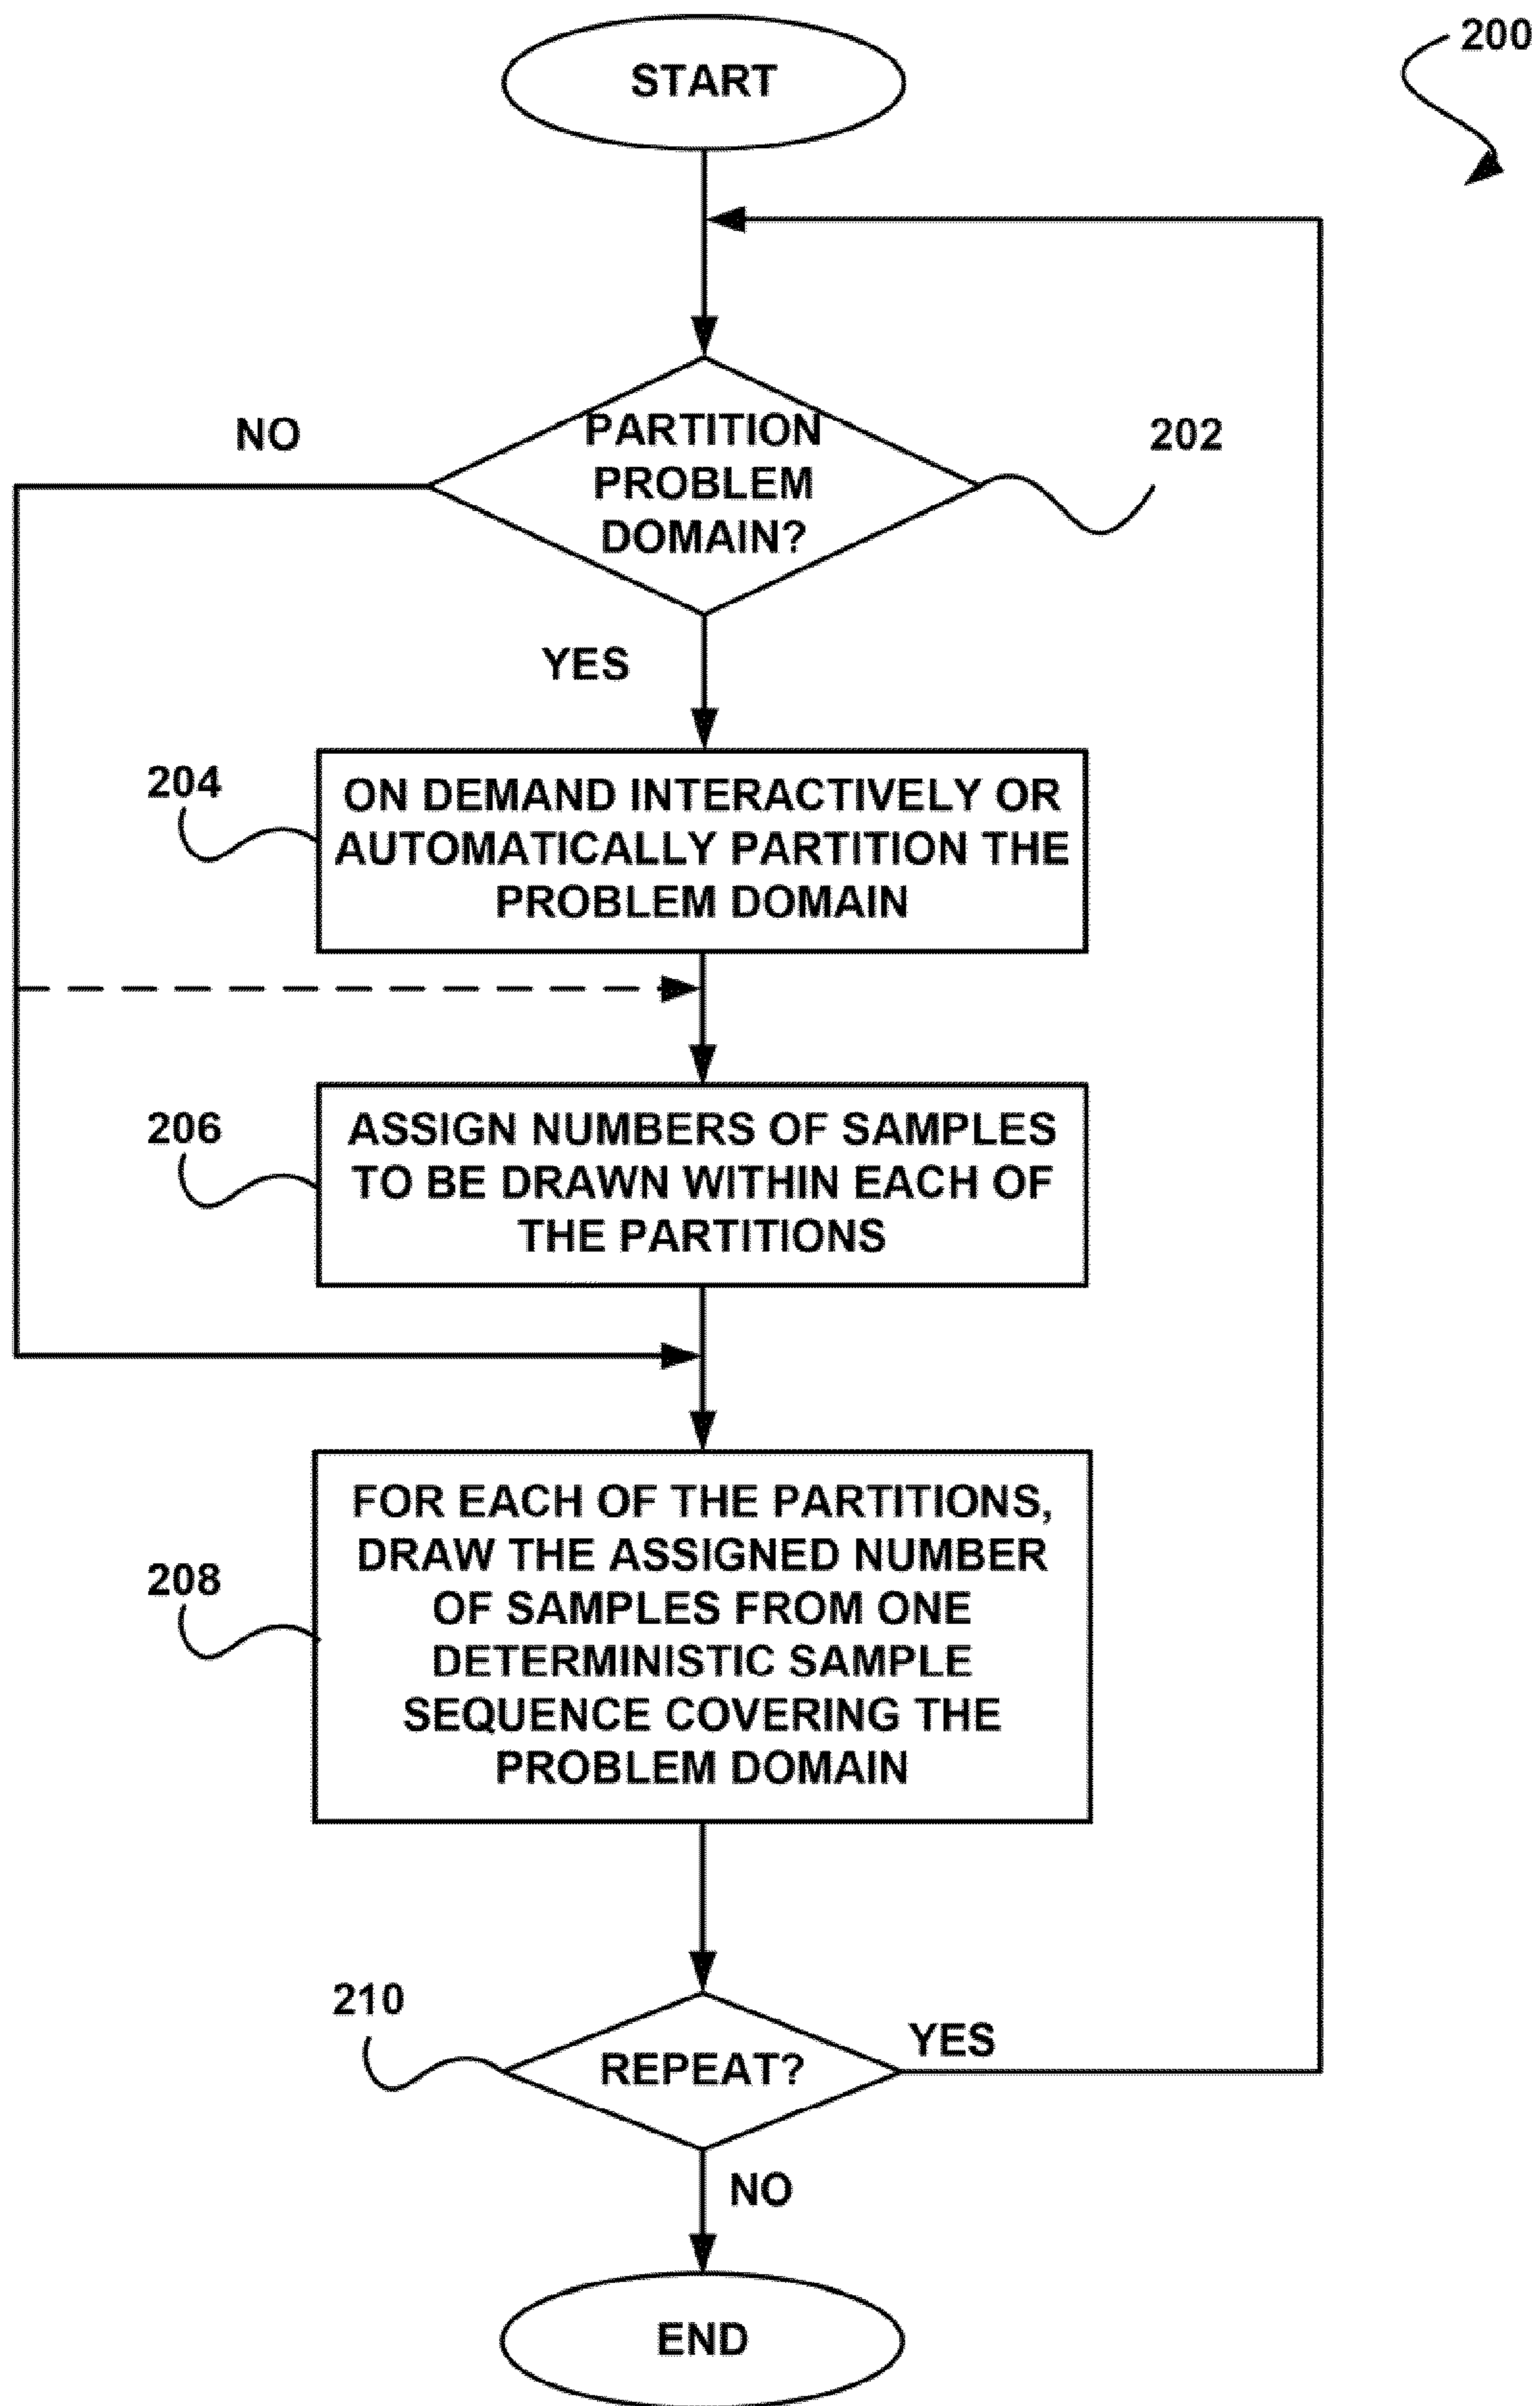 START
200
NO
PARTITION
PROBLEM
DOMAIN?
202
YES
204
ON DEMAND INTERACTIVELY OR
AUTOMATICALLY PARTITION THE
PROBLEM DOMAIN
206
ASSIGN NUMBERS OF SAMPLES
TO BE DRAWN WITHIN EACH OF
THE PARTITIONS
208
FOR EACH OF THE PARTITIONS,
DRAW THE ASSIGNED NUMBER
OF SAMPLES FROM ONE
DETERMINISTIC SAMPLE
SEQUENCE COVERING THE
PROBLEM DOMAIN
210
REPEAT?
YES
NO
END